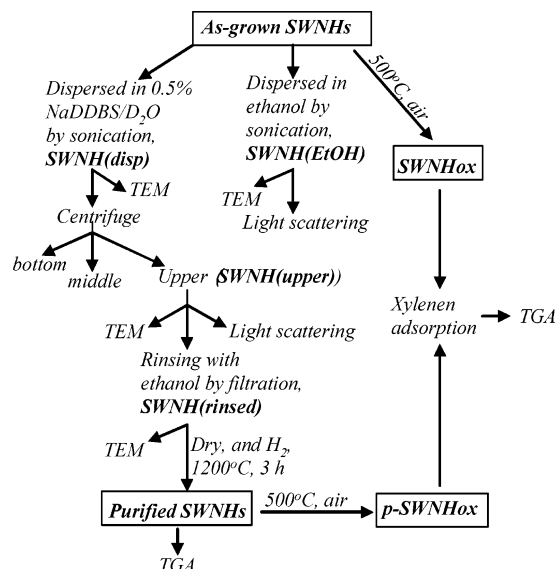 As-grown SWNHs
Dispersed in 0.5%
NaDDBS/D2O
by sonication,
SWNH(disp)
Dispersed in
ethanol by
sonication,
SWNH(EtOH)
500°C, air
SWNHox
TEM
Centrifuge
TEM
Light scattering
bottom
middle
Upper (SWNH(upper))
Xylenen
adsorption
TGA
TEM
Light scattering
Rinsing with
ethanol by filtration,
SWNH(rinsed)
TEM
Dry, and H2,
1200°C, 3 h
Purified SWNHs
500°C, air
p-SWNHox
TGA